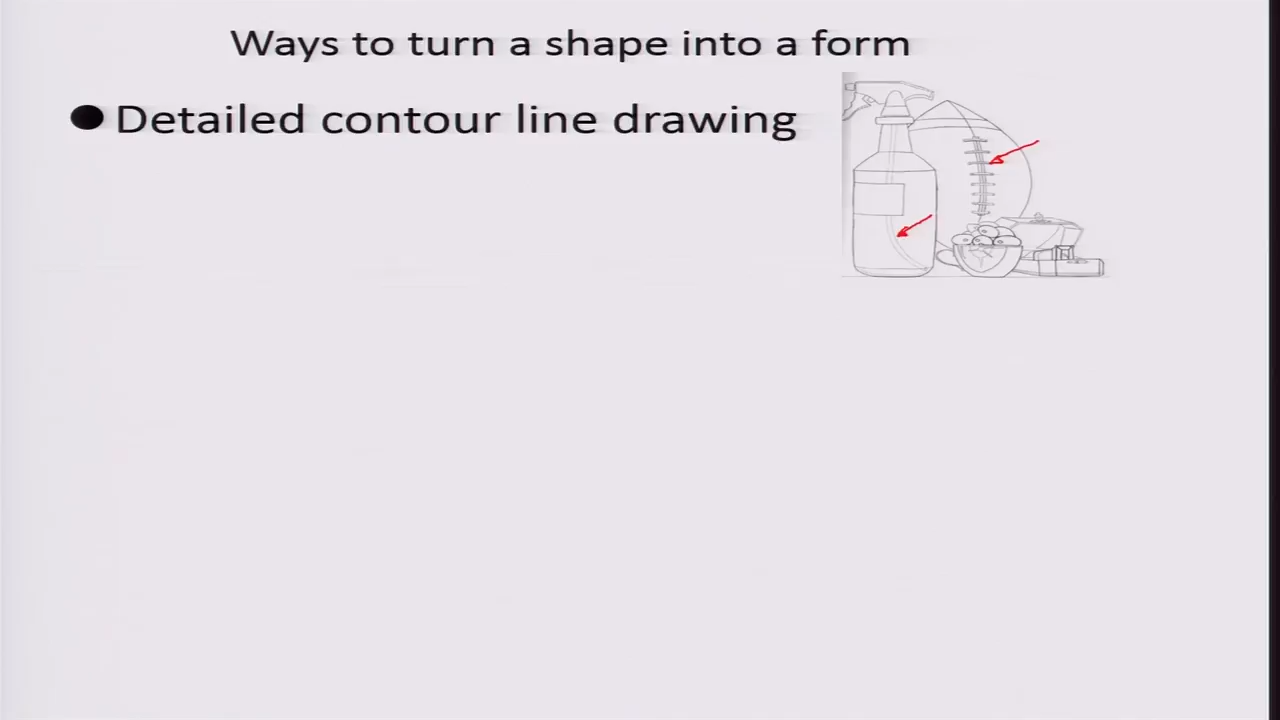 Ways to turn a shape into a form
● Detailed contour line drawing